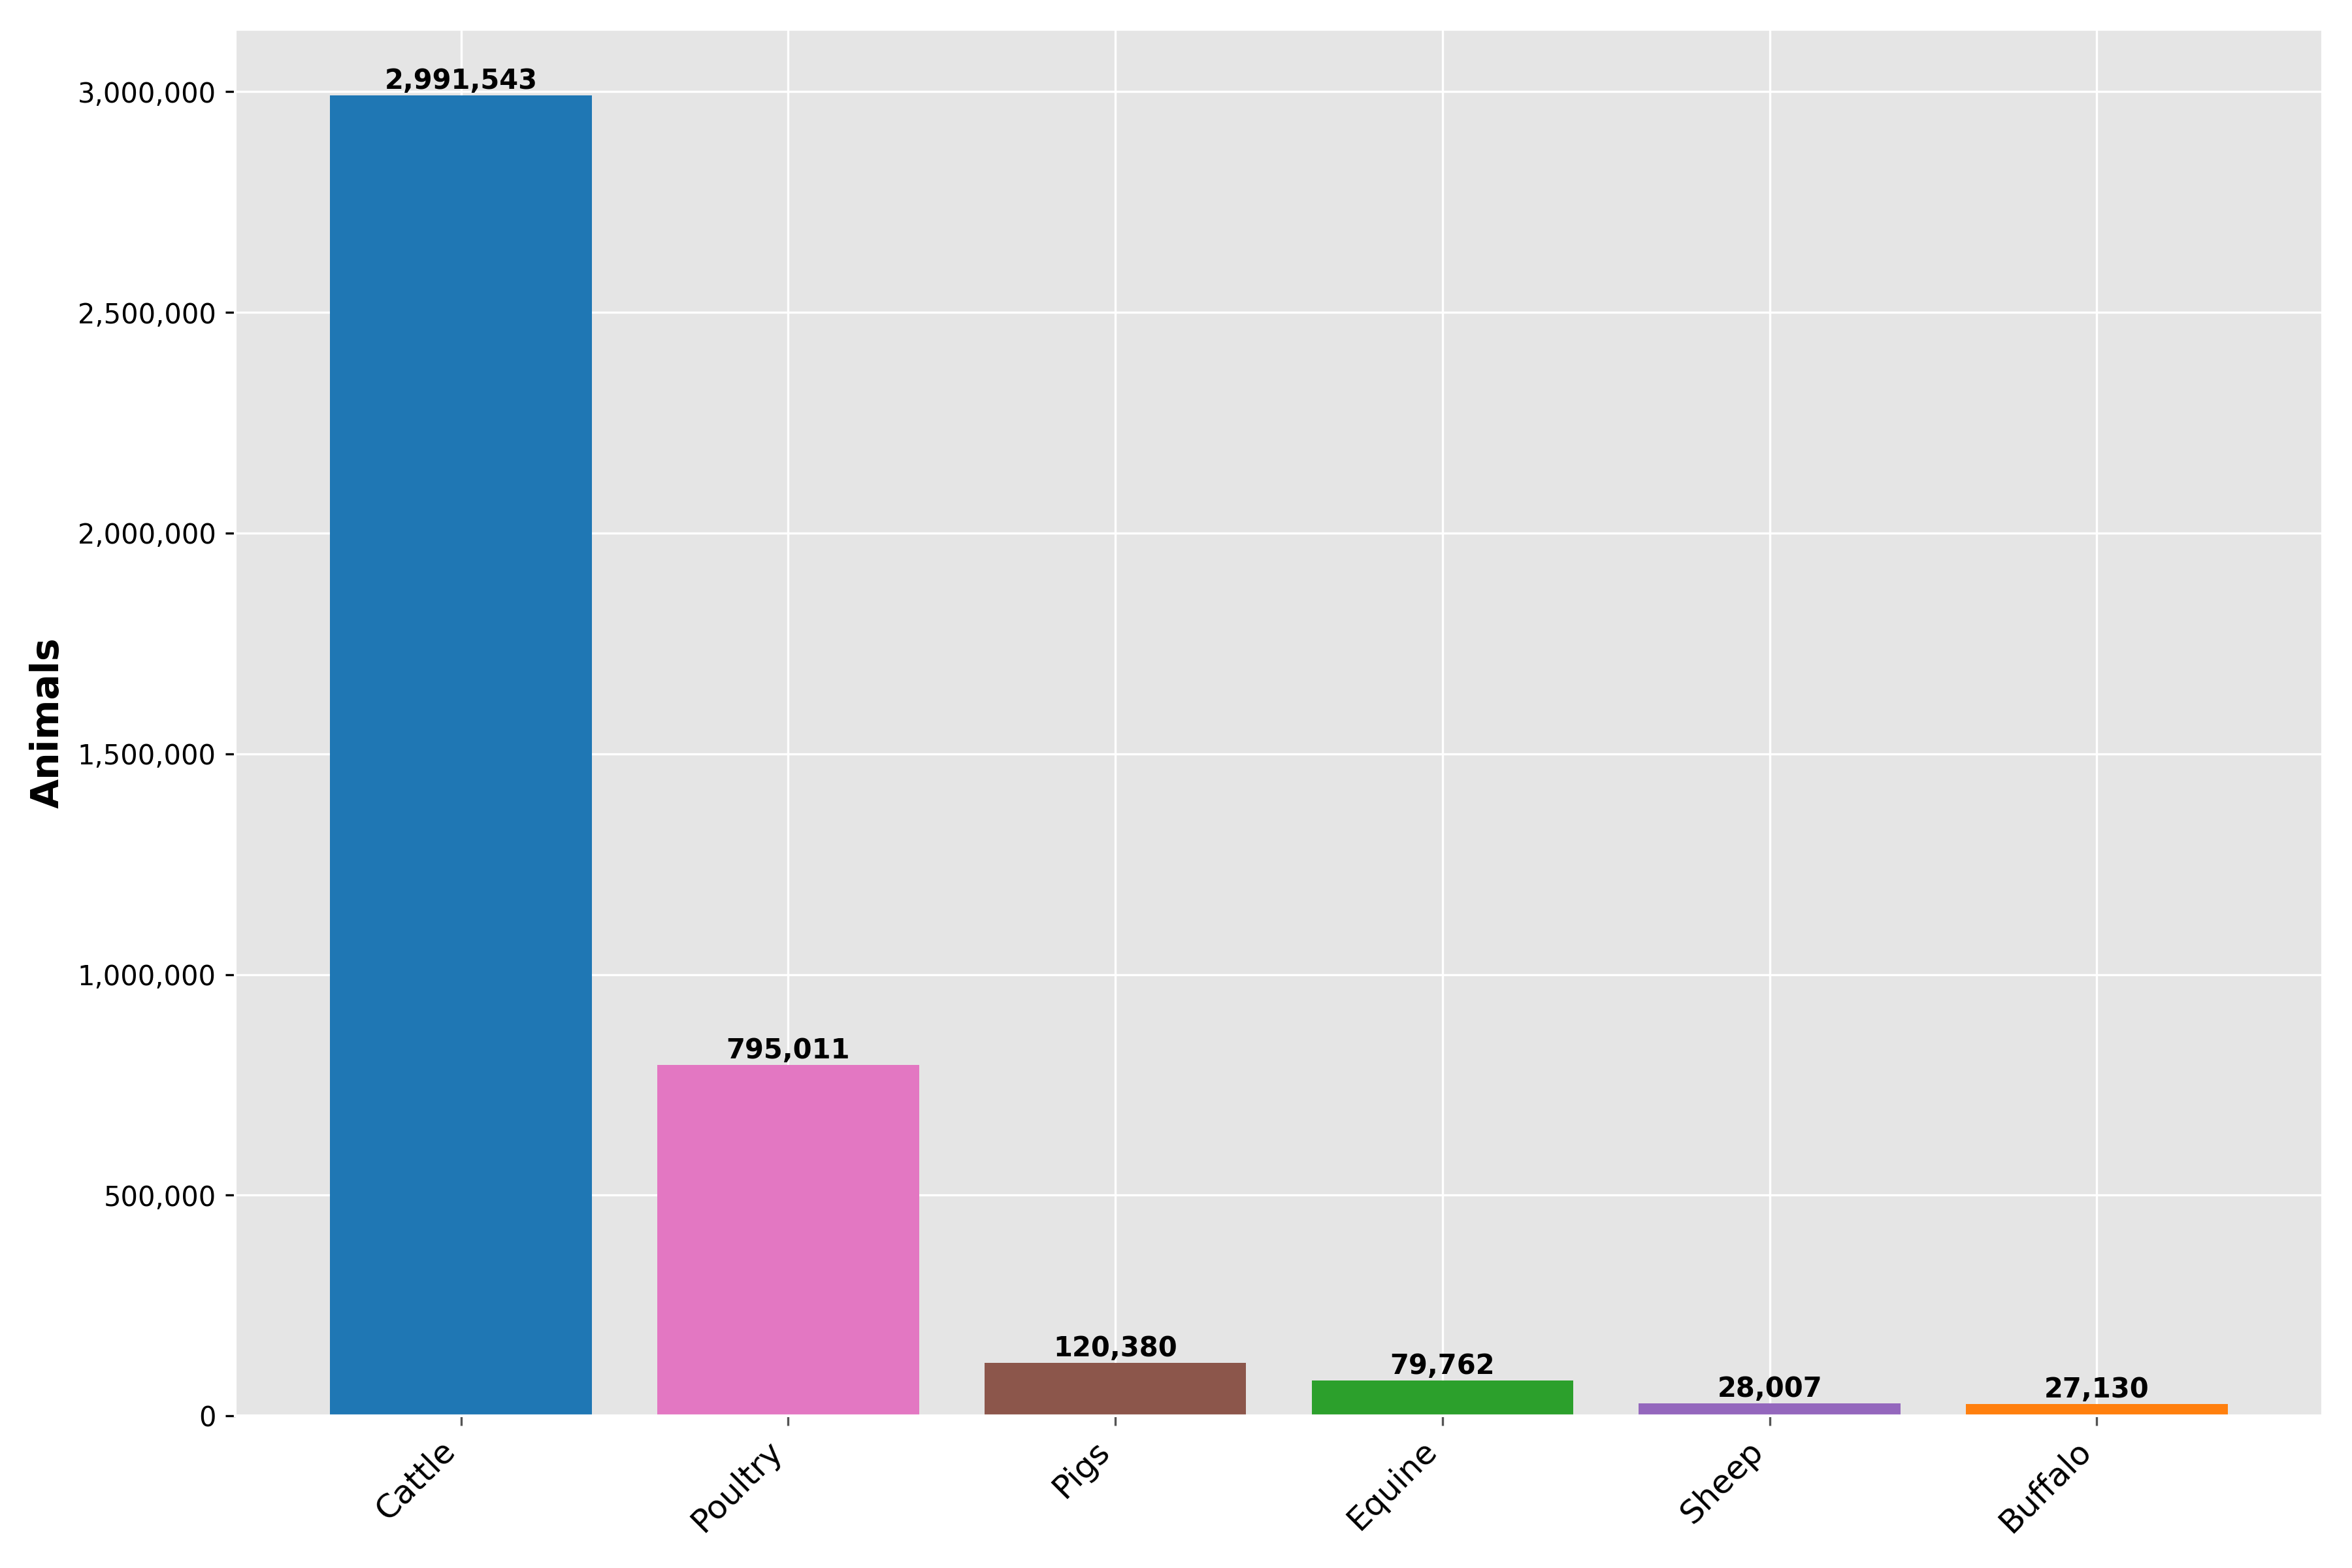 Animals
3,000,000
2,500,000
2,000,000
1,500,000
1,000,000
500,000
0
2,991,543
795,011
120,380
79,762
28,007
27,130
Cattle
Poultry
Pigs
Equine
Sheep
Buffalo